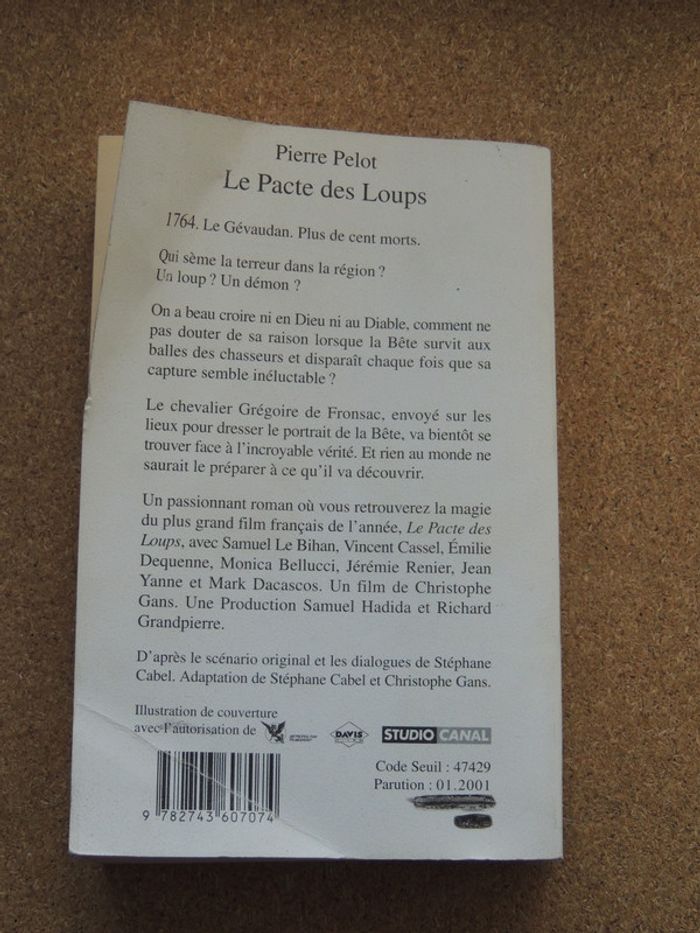 Pierre Pelot
Le Pacte des Loups
1764. Le Gévaudan. Plus de cent morts.
Qui sème la terreur dans la région ?
Un loup ? Un démon ?
On a beau croire ni en Dieu ni au Diable, comment ne
pas douter de sa raison lorsque la Bête survit aux
balles des chasseurs et disparaît chaque fois que sa
capture semble inéluctable ?
Le chevalier Grégoire de Fronsac, envoyé sur les
lieux pour dresser le portrait de la Bête, va bientôt se
trouver face à l'incroyable vérité. Et rien au monde ne
saurait le préparer à ce qu'il va découvrir.
Un passionnant roman où vous retrouverez la magie
du plus grand film français de l'année, Le Pacte des
Loups, avec Samuel Le Bihan, Vincent Cassel, Émilie
Dequenne, Monica Bellucci, Jérémie Renier, Jean
Yanne et Mark Dacascos. Un film de Christophe
Gans. Une Production Samuel Hadida et Richard
Grandpierre.
D'après le scénario original et les dialogues de Stéphane
Cabel. Adaptation de Stéphane Cabel et Christophe Gans.
Illustration de couverture
avec l'autorisation de
DAVIS
STUDIO CANAL
Code Seuil : 47429
Parution : 01.2001
9 782743 607074